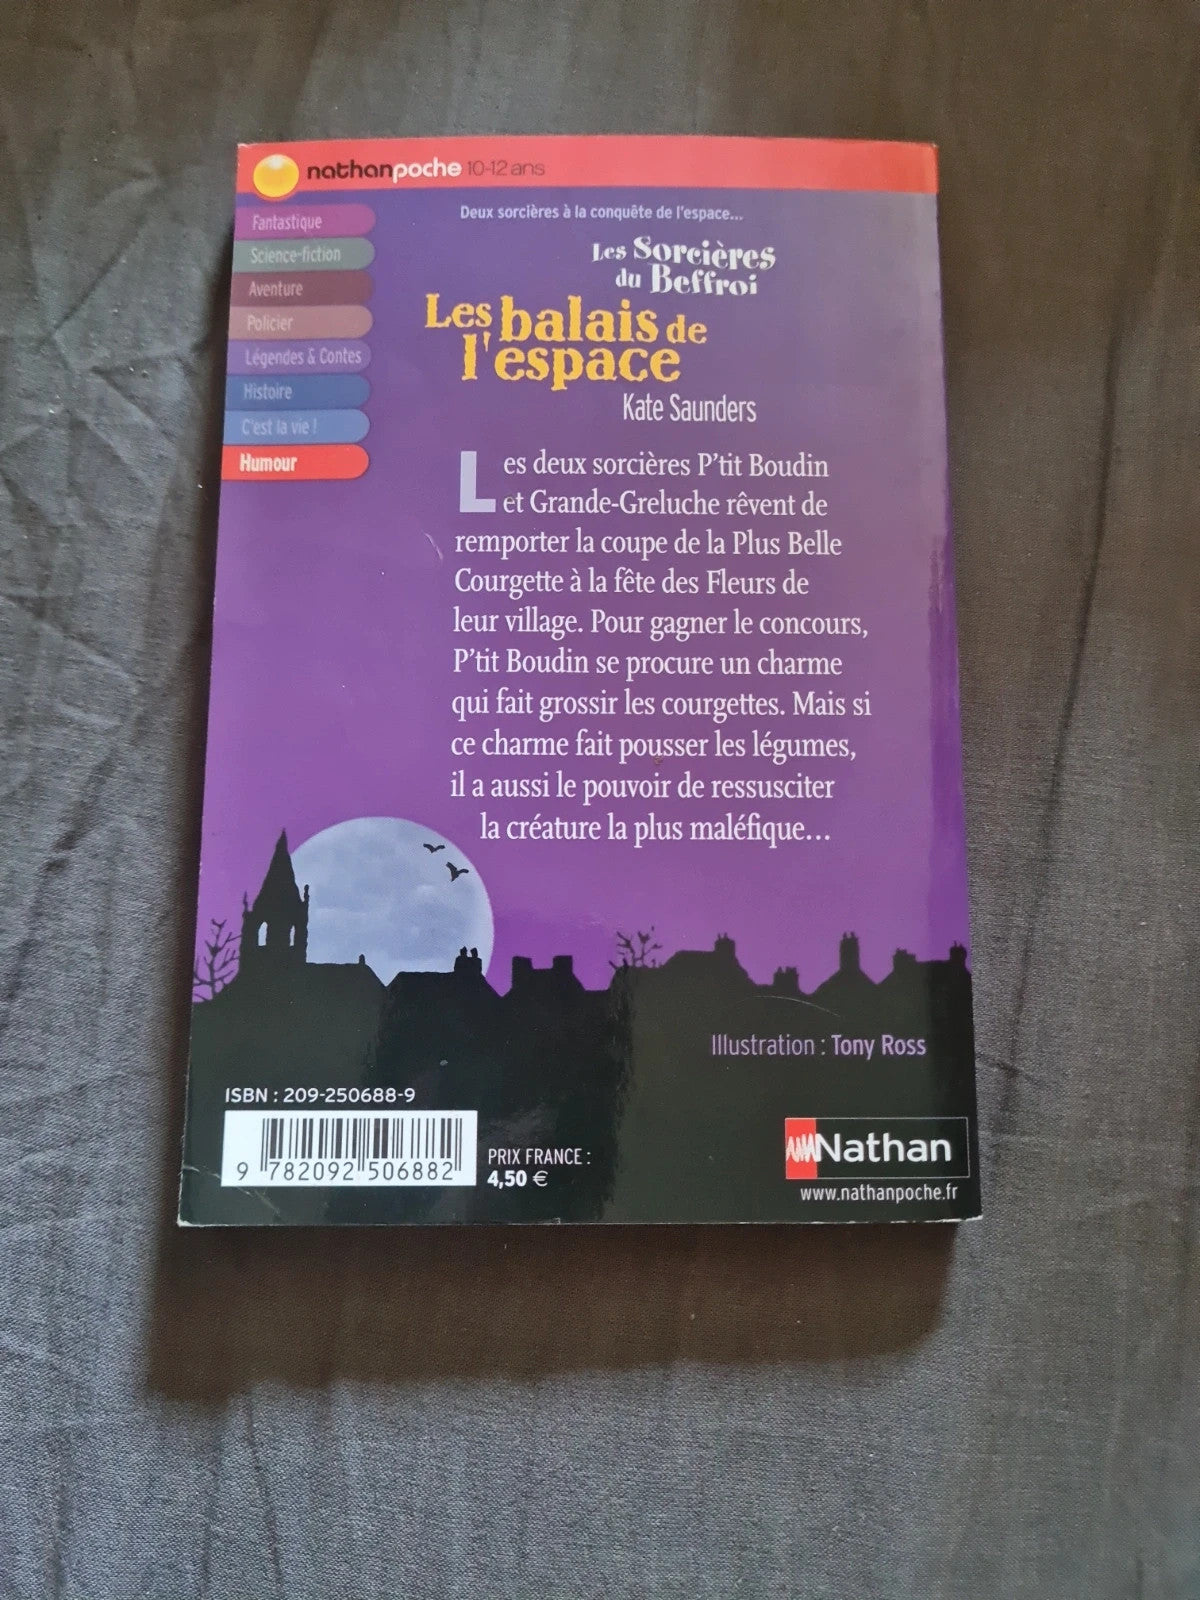 nathanpoche 10-12 ans
Fantastique
Science-fiction
Aventure
Policier
Légendes & Contes
Histoire
C'est la vie !
Humour
Deux sorcières à la conquête de l'espace...
Les Sorcières
du Beffroi
Les balais de
l'espace
Kate Saunders
Les deux sorcières P'tit Boudin
et Grande-Greluche rêvent de
remporter la coupe de la Plus Belle
Courgette à la fête des Fleurs de
leur village. Pour gagner le concours,
P'tit Boudin se procure un charme
qui fait grossir les courgettes. Mais si
ce charme fait pousser les légumes,
il a aussi le pouvoir de ressusciter
la créature la plus maléfique...
Illustration : Tony Ross
ISBN : 209-250688-9
9 782092 506882
PRIX FRANCE :
4,50 €
Nathan
www.nathanpoche.fr